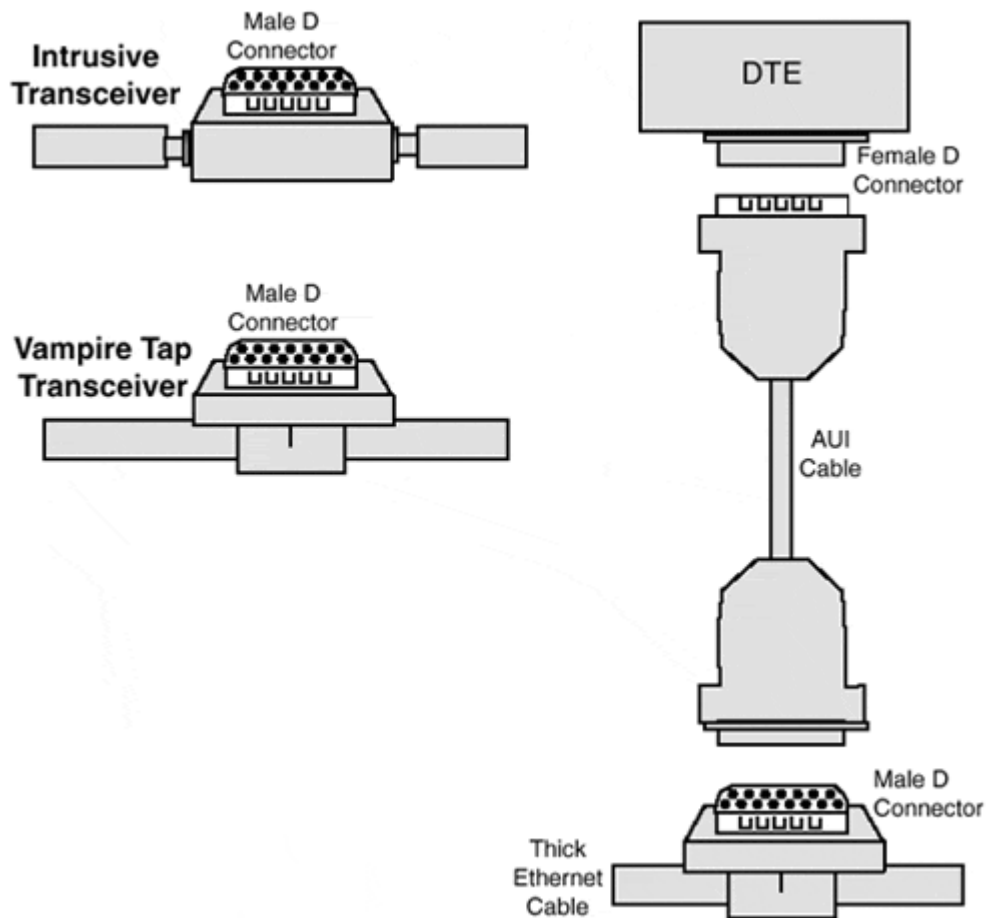 Male D
Connector
Intrusive
Transceiver
DTE
Female D
Connector
Male D
Connector
Vampire Tap
Transceiver
AUI
Cable
Male D
Connector
Thick
Ethernet
Cable